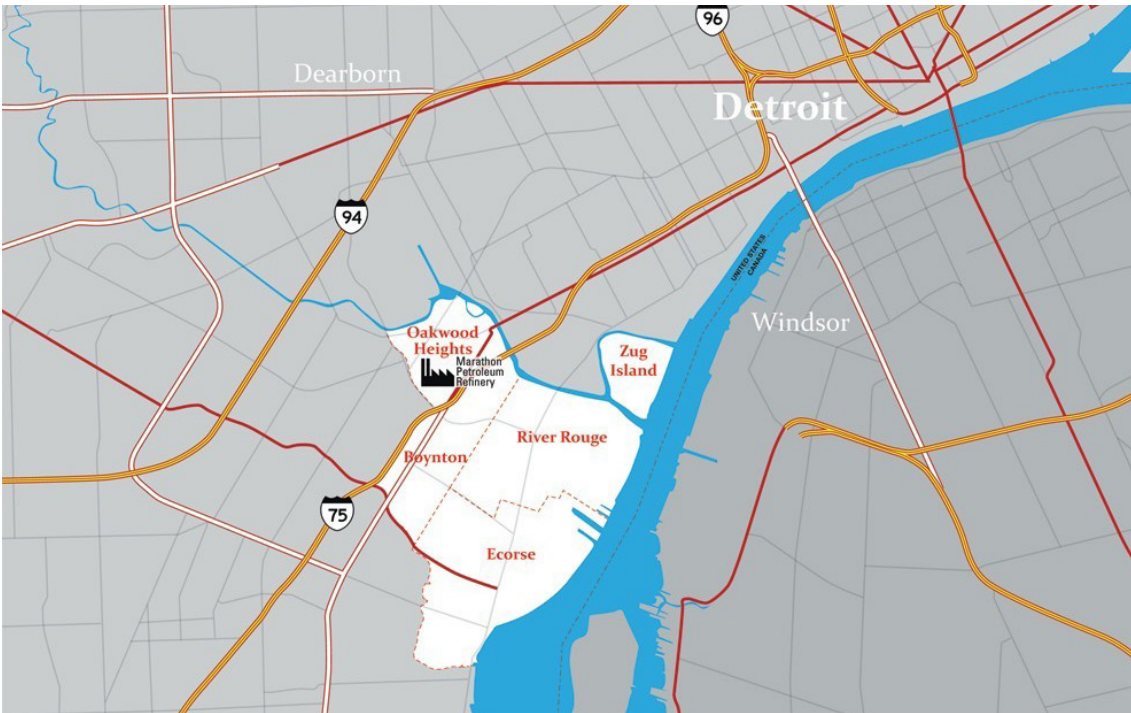 96
Dearborn
Detroit
94
UNITED STATES
CANADA
Windsor
Oakwood
Heights
Marathon
Petroleum
Refinery
Zug
Island
River Rouge
Boynton
75
Ecorse